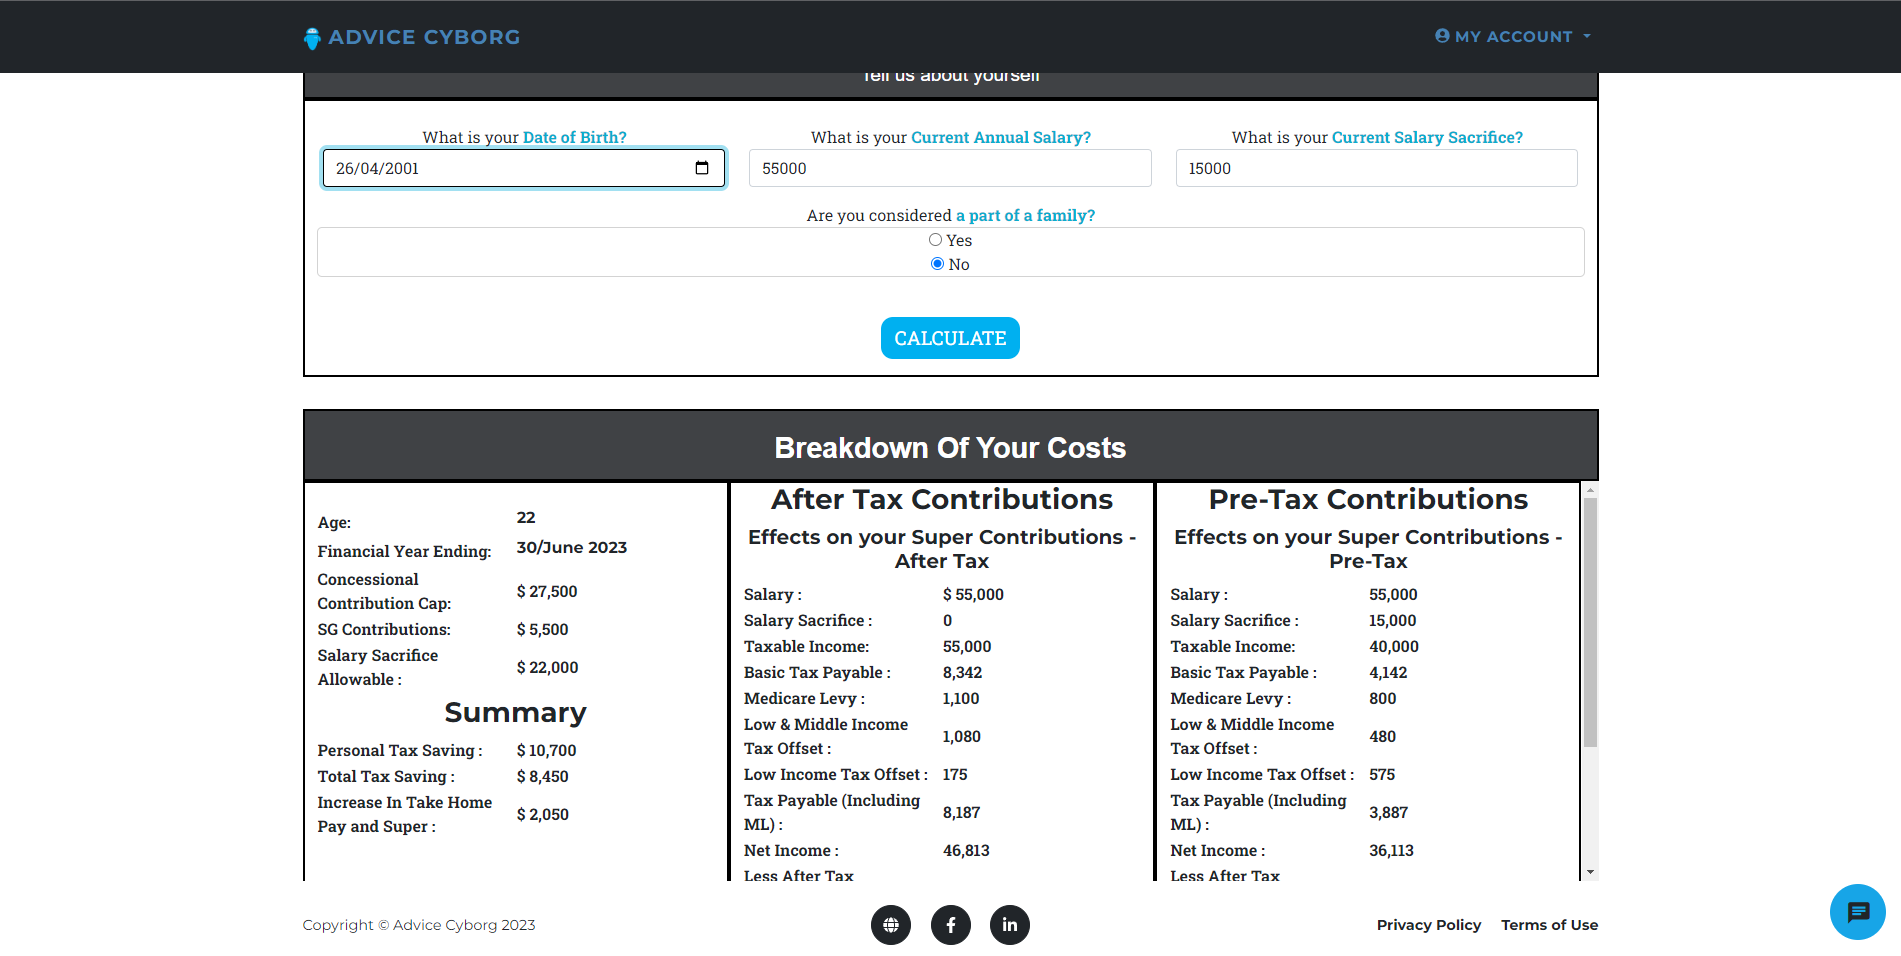 ADVICE CYBORG
MY ACCOUNT
Tell us about yourself
What is your Date of Birth?
26/04/2001
What is your Current Annual Salary?
55000
What is your Current Salary Sacrifice?
15000
Are you considered a part of a family?
Yes
No
CALCULATE
Breakdown Of Your Costs
Age: 22
Financial Year Ending: 30/June 2023
Concessional
Contribution Cap: $ 27,500
SG Contributions: $ 5,500
Salary Sacrifice
Allowable : $ 22,000
Summary
Personal Tax Saving : $ 10,700
Total Tax Saving : $ 8,450
Increase In Take Home
Pay and Super : $ 2,050
After Tax Contributions
Effects on your Super Contributions -
After Tax
Salary : $ 55,000
Salary Sacrifice : 0
Taxable Income: 55,000
Basic Tax Payable : 8,342
Medicare Levy : 1,100
Low & Middle Income
Tax Offset : 1,080
Low Income Tax Offset : 175
Tax Payable (Including
ML) : 8,187
Net Income : 46,813
Less After Tax
Pre-Tax Contributions
Effects on your Super Contributions -
Pre-Tax
Salary : 55,000
Salary Sacrifice : 15,000
Taxable Income: 40,000
Basic Tax Payable : 4,142
Medicare Levy : 800
Low & Middle Income
Tax Offset : 480
Low Income Tax Offset : 575
Tax Payable (Including
ML) : 3,887
Net Income : 36,113
Less After Tax
Copyright © Advice Cyborg 2023
Privacy Policy
Terms of Use